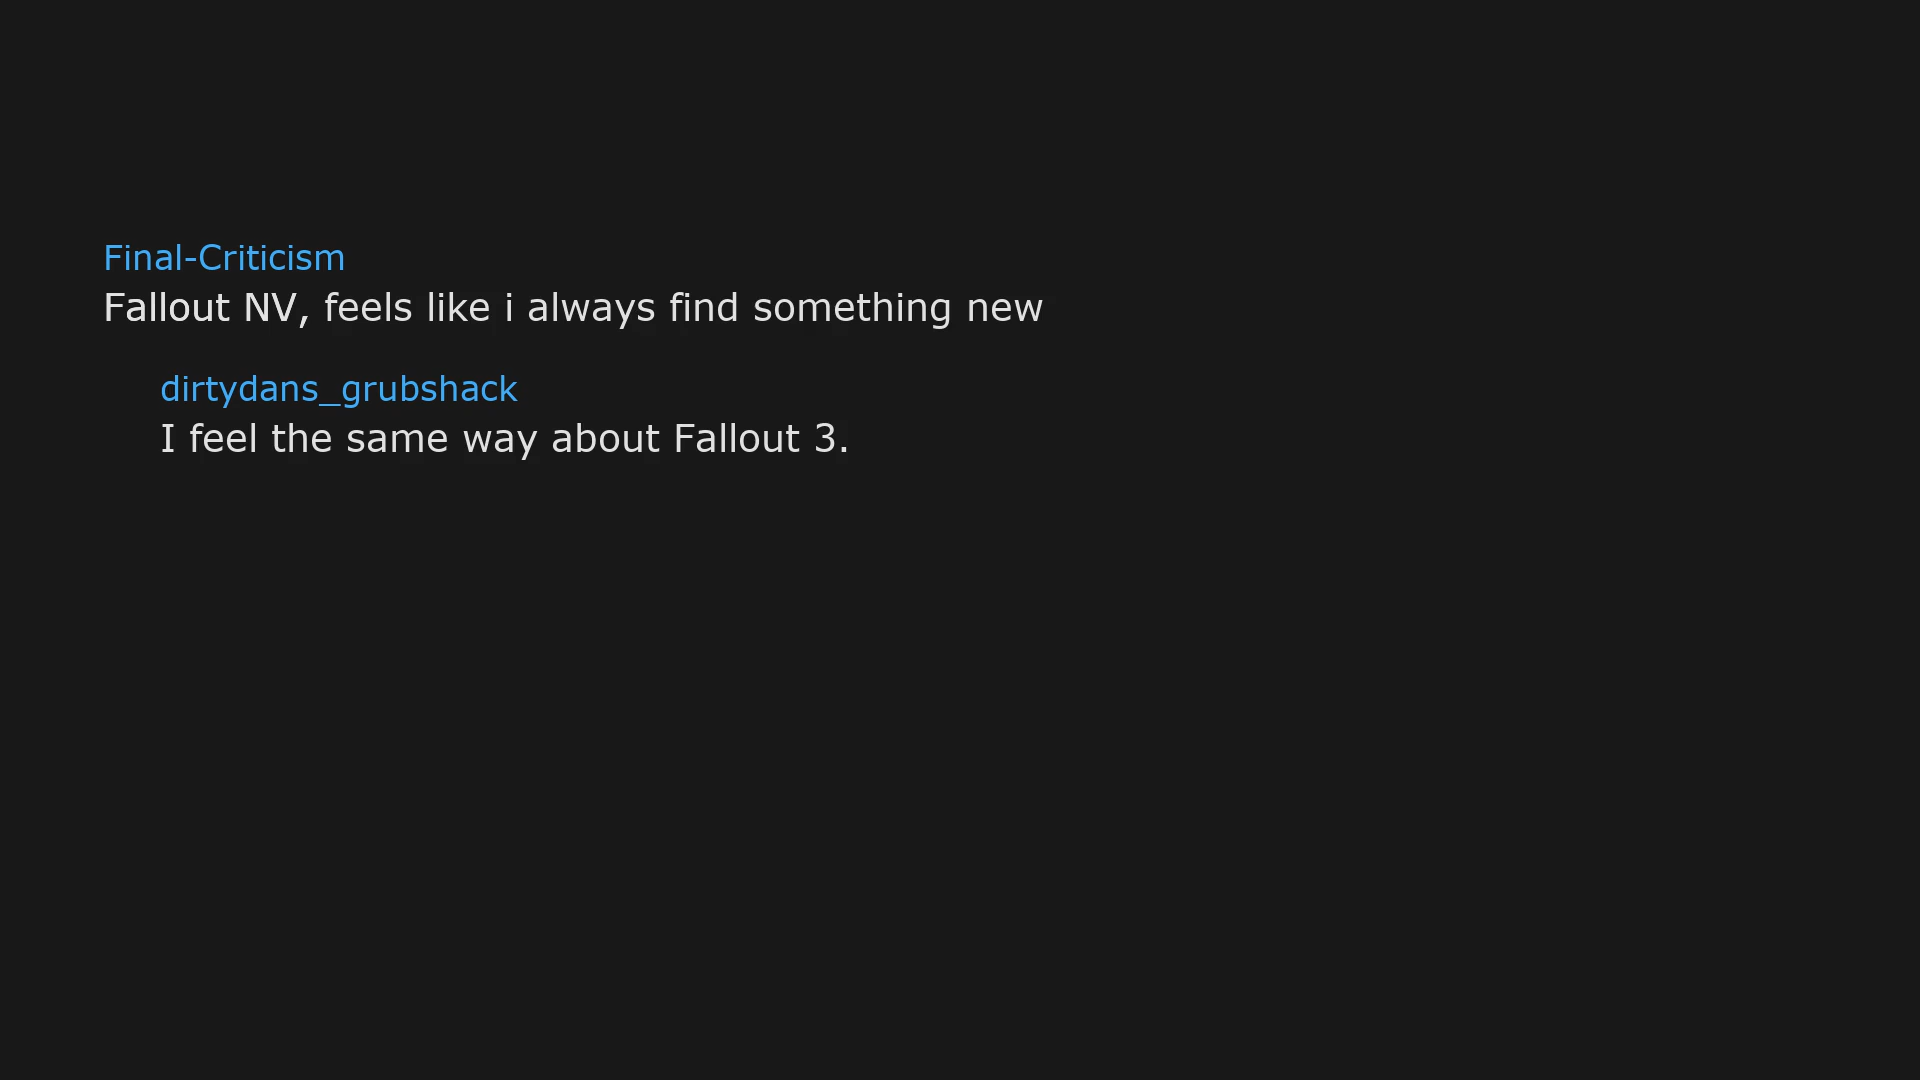 Final-Criticism
Fallout NV, feels like i always find something new
dirtydans_grubshack
I feel the same way about Fallout 3.